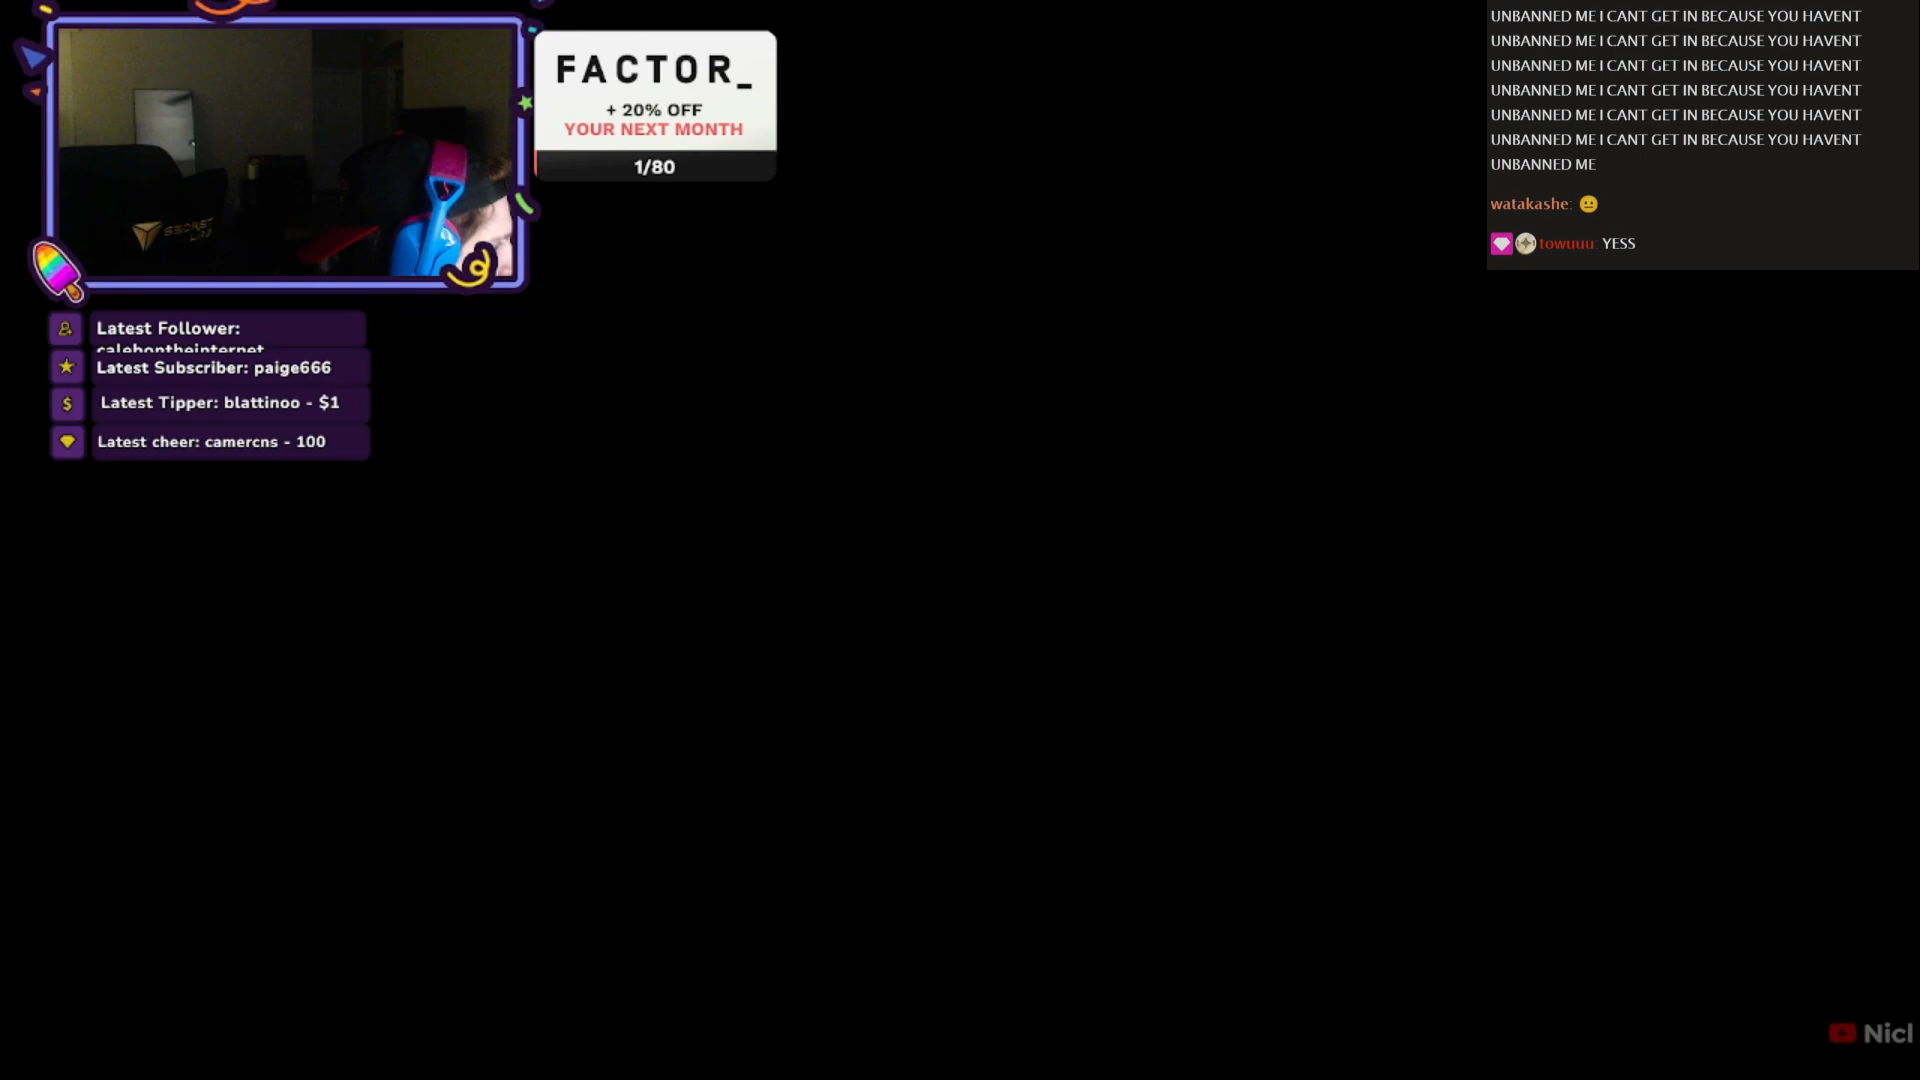 FACTOR_
+ 20% OFF
YOUR NEXT MONTH
1/80
Latest Follower:
calebontheinternet
Latest Subscriber: paige666
Latest Tipper: blattinoo - $1
Latest cheer: camercns - 100
UNBANNED ME I CANT GET IN BECAUSE YOU HAVENT
UNBANNED ME I CANT GET IN BECAUSE YOU HAVENT
UNBANNED ME I CANT GET IN BECAUSE YOU HAVENT
UNBANNED ME I CANT GET IN BECAUSE YOU HAVENT
UNBANNED ME I CANT GET IN BECAUSE YOU HAVENT
UNBANNED ME I CANT GET IN BECAUSE YOU HAVENT
UNBANNED ME
watakashe: 😐
towuuu: YESS
Nicl